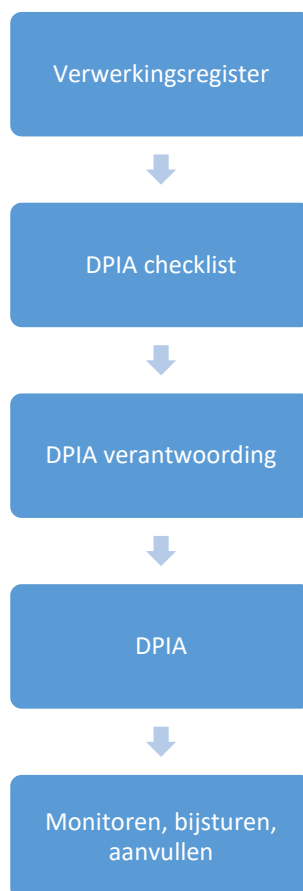 Verwerkingsregister
DPIA checklist
DPIA verantwoording
DPIA
Monitoren, bijsturen,
aanvullen